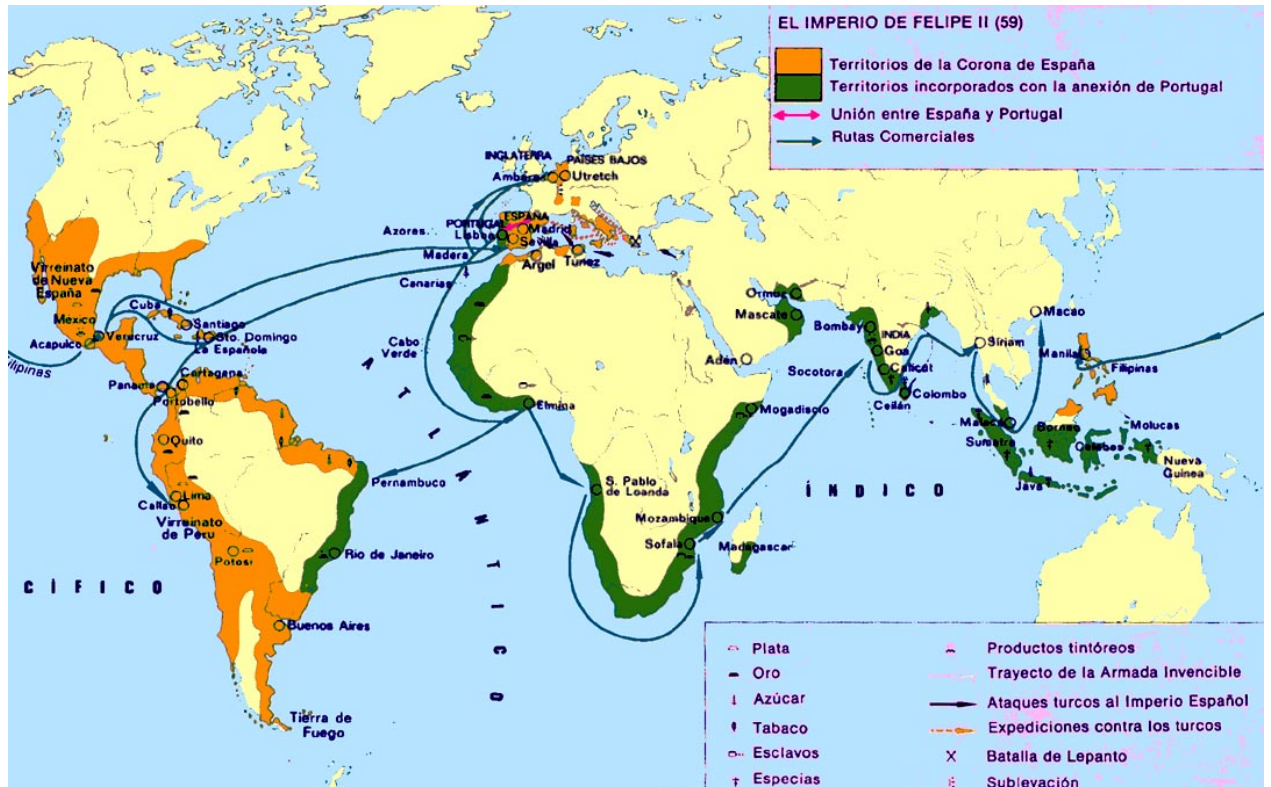 EL IMPERIO DE FELIPE II (59)
Territorios de la Corona de España
Territorios incorporados con la anexión de Portugal
Unión entre España y Portugal
Rutas Comerciales
INGLATERRA
PAISES BAJOS
Amberes
Utretch
PORTUGAL
ESPAÑA
Lisboa
Madrid
Sevilla
Azores
Madera
Canarias
Argel
Tunez
Virreinato
de Nueva
España
México
Veracruz
Acapulco
Filipinas
Cuba
Santiago
Sto. Domingo
La Española
Panama
Cartagena
Portobello
Quito
Lima
Callao
Virreinato
de Peru
Potosí
Pernambuco
Rio de Janeiro
Buenos Aires
Tierra de
Fuego
CÍFICO
ATLANTICO
Cabo
Verde
Elmina
S. Pablo
de Loanda
Mozambique
Sofala
Madagascar
Mogadiscio
Ormuz
Mascate
Adén
Socotora
Bombay
INDIA
Goa
Calicut
Colombo
Ceilán
Siriam
Macao
Manila
Filipinas
Malaca
Sumatra
Borneo
Celebes
Molucas
Java
Nueva
Guinea
ÍNDICO
Plata
Oro
Azúcar
Tabaco
Esclavos
Especias
Productos tintóreos
Trayecto de la Armada Invencible
Ataques turcos al Imperio Español
Expediciones contra los turcos
Batalla de Lepanto
Sublevación